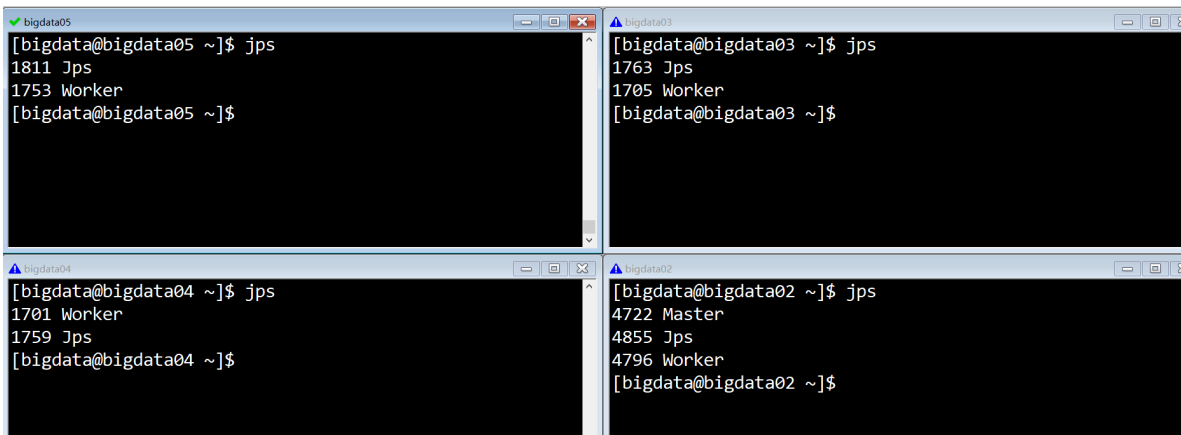 bigdata05
[bigdata@bigdata05 ~]$ jps
1811 Jps
1753 Worker
[bigdata@bigdata05 ~]$
bigdata03
[bigdata@bigdata03 ~]$ jps
1763 Jps
1705 Worker
[bigdata@bigdata03 ~]$
bigdata04
[bigdata@bigdata04 ~]$ jps
1701 Worker
1759 Jps
[bigdata@bigdata04 ~]$
bigdata02
[bigdata@bigdata02 ~]$ jps
4722 Master
4855 Jps
4796 Worker
[bigdata@bigdata02 ~]$